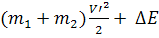 (m₁ + m₂) V′²/2 + ΔE